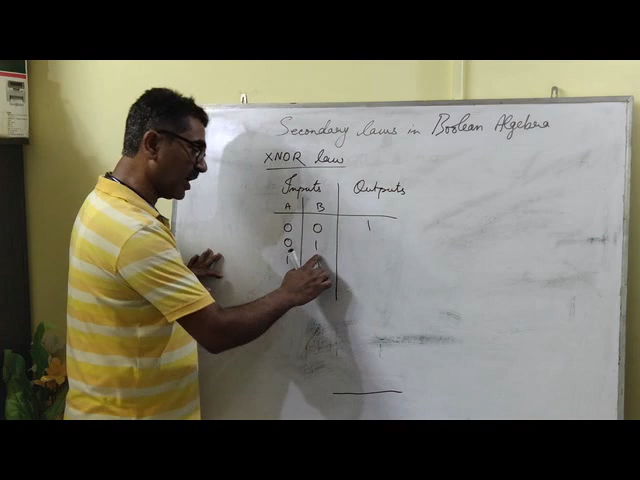 Secondary laws in Boolean Algebra
XNOR law
Inputs Outputs
A B
0 0 1
0 1
1